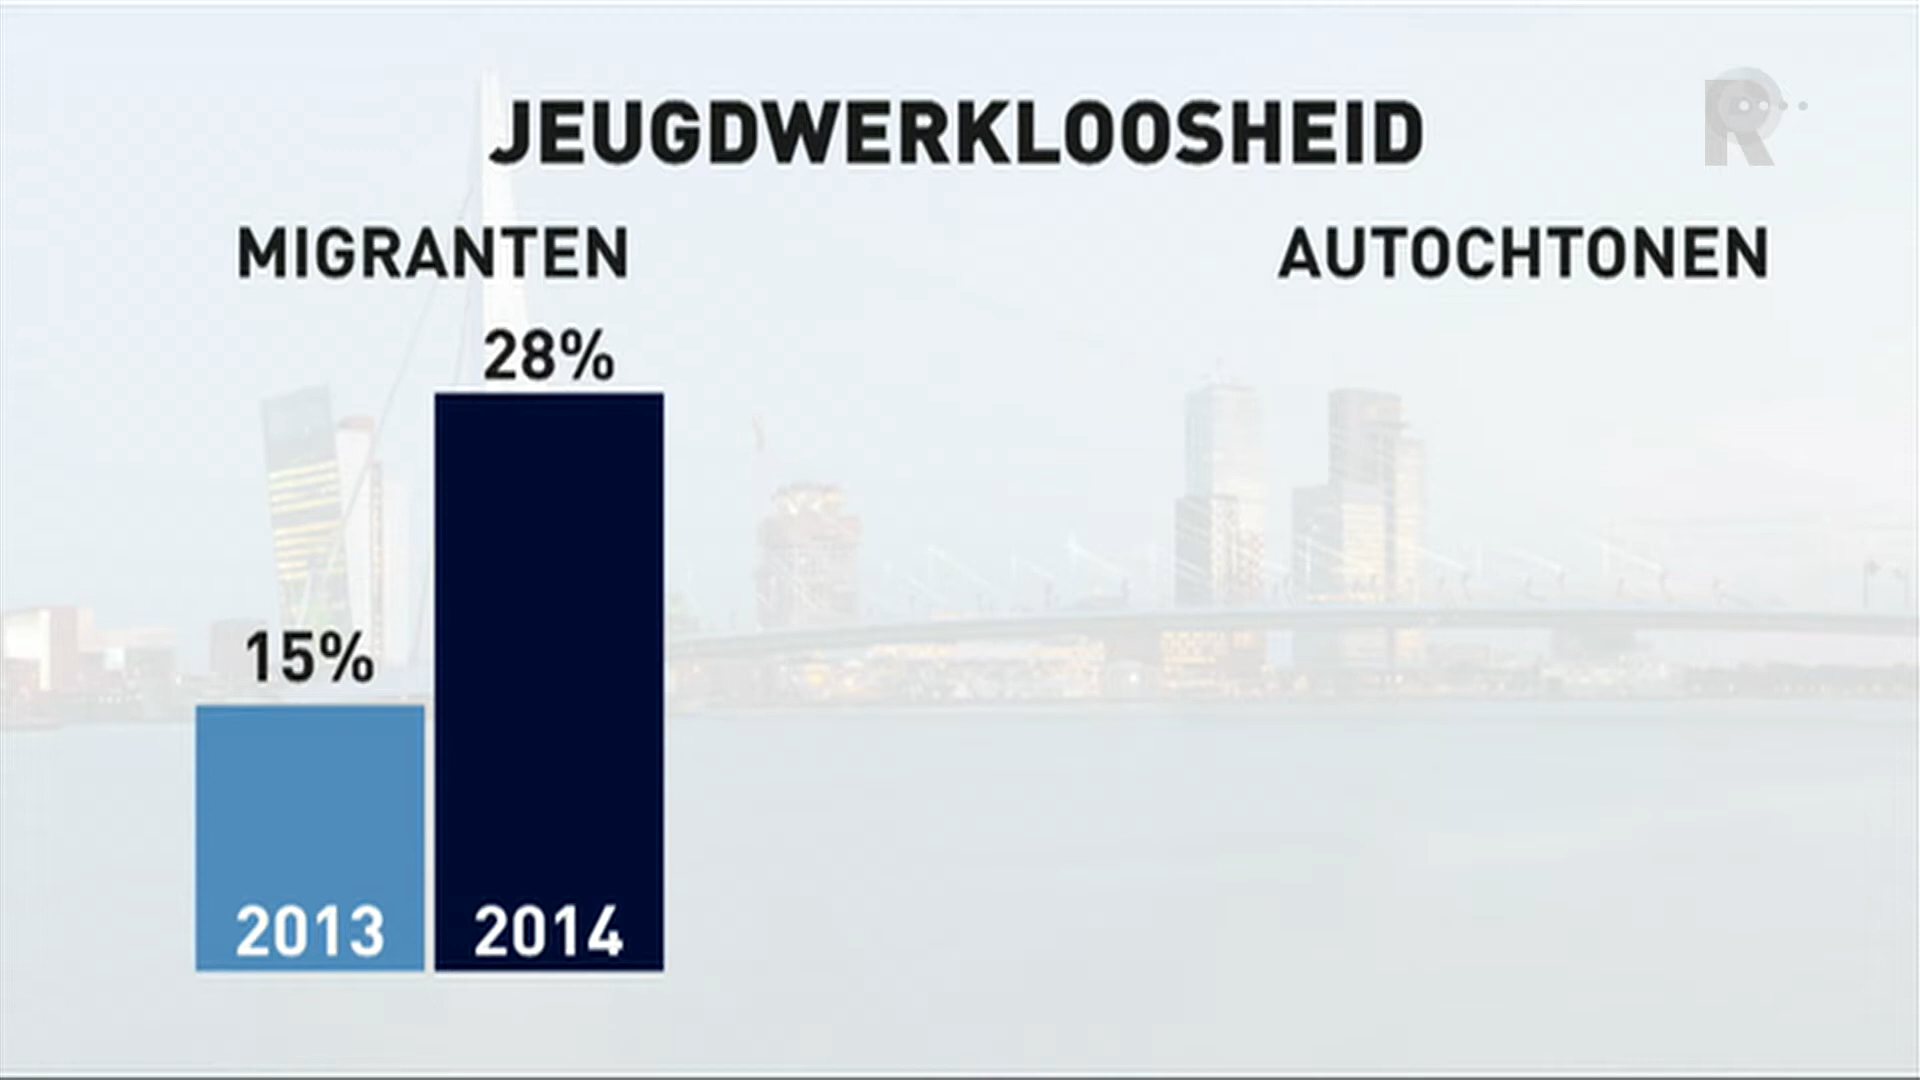 JEUGDWERKLOOSHEID
MIGRANTEN
AUTOCHTONEN
28%
15%
2013
2014
R